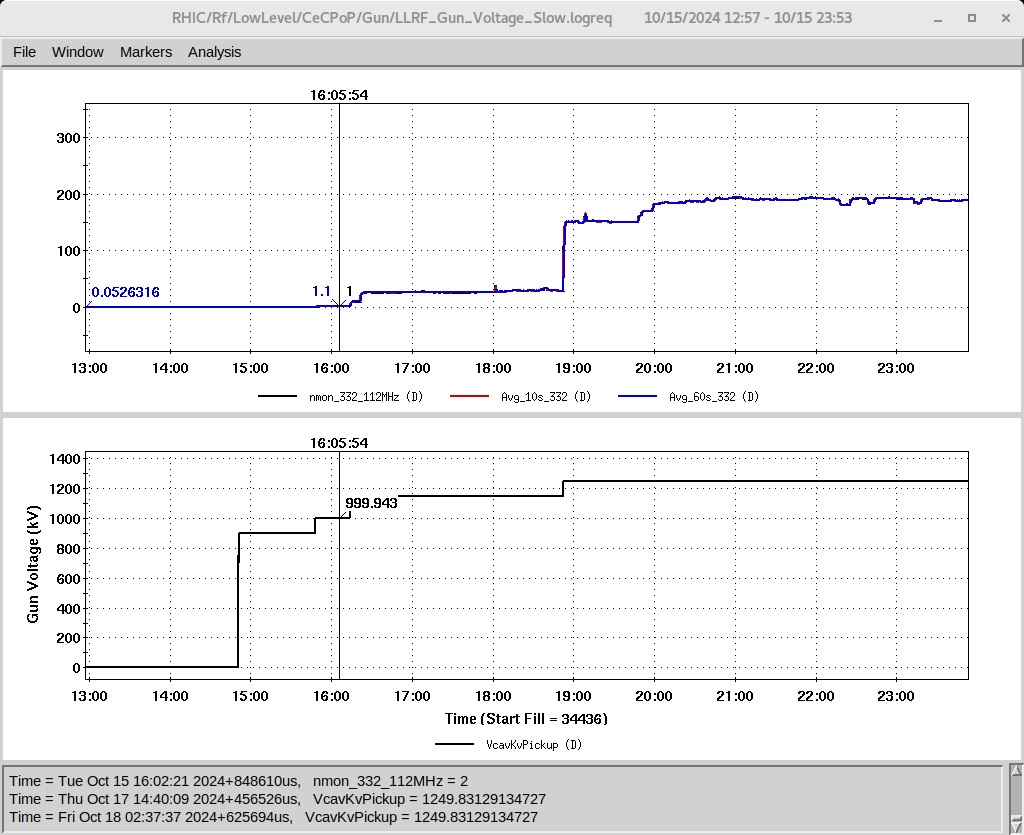 RHIC/Rf/LowLevel/CeCPoP/Gun/LLRF_Gun_Voltage_Slow.logreq 10/15/2024 12:57 - 10/15 23:53
File Window Markers Analysis
16:05:54
300
200
100
0
0.0526316
1.1
1
13:00 14:00 15:00 16:00 17:00 18:00 19:00 20:00 21:00 22:00 23:00
nmon_332_112MHz (D) Avg_10s_332 (D) Avg_60s_332 (D)
16:05:54
Gun Voltage (kV)
1400
1200
1000
800
600
400
200
0
999.943
13:00 14:00 15:00 16:00 17:00 18:00 19:00 20:00 21:00 22:00 23:00
Time (Start Fill = 34436)
VcavKvPickup (D)
Time = Tue Oct 15 16:02:21 2024+848610us, nmon_332_112MHz = 2
Time = Thu Oct 17 14:40:09 2024+456526us, VcavKvPickup = 1249.83129134727
Time = Fri Oct 18 02:37:37 2024+625694us, VcavKvPickup = 1249.83129134727